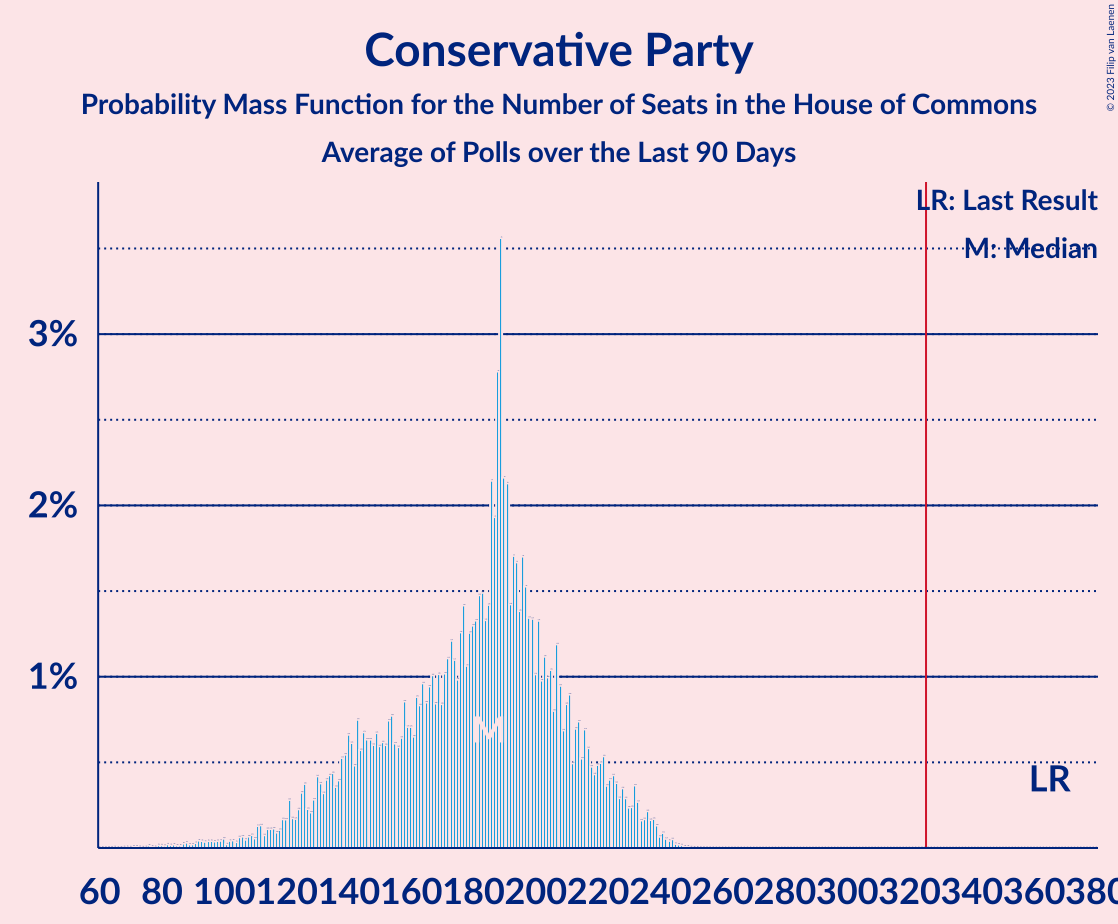 Conservative Party
Probability Mass Function for the Number of Seats in the House of Commons
Average of Polls over the Last 90 Days
© 2023 Filip van Laenen
LR: Last Result
M: Median
3%
2%
1%
M
LR
60 80 100 120 140 160 180 200 220 240 260 280 300 320 340 360 380